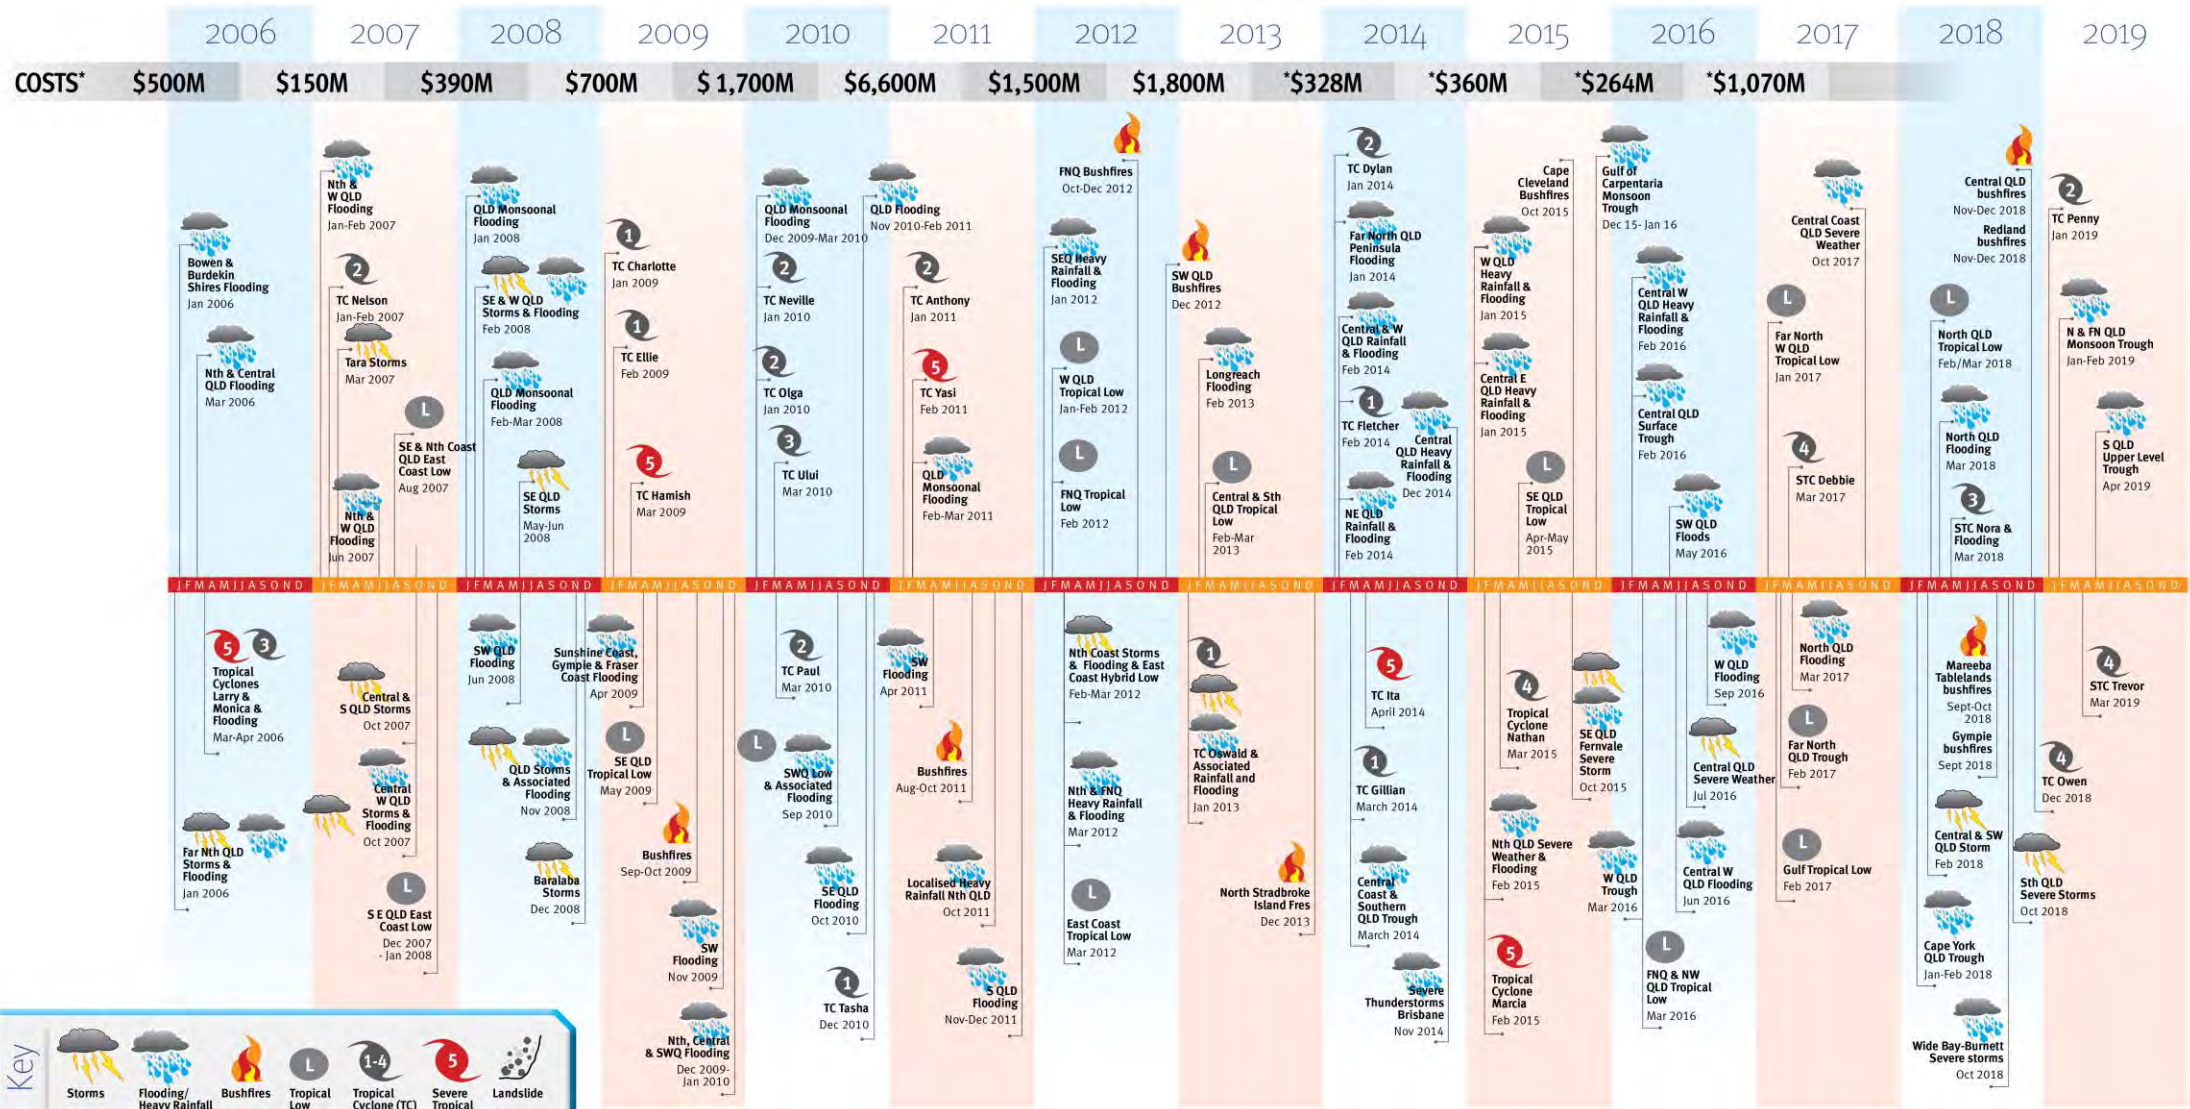 2006
2007
2008
2009
2010
2011
2012
2013
2014
2015
2016
2017
2018
2019
COSTS*
$500M
$150M
$390M
$700M
$1,700M
$6,600M
$1,500M
$1,800M
*$328M
*$360M
*$264M
*$1,070M
Bowen &
Burdekin
Shires Flooding
Jan 2006
Nth & Central
QLD Flooding
Mar 2006
Nth &
W QLD
Flooding
Jan-Feb 2007
2
TC Nelson
Jan-Feb 2007
Tara Storms
Mar 2007
L
SE & Nth Coast
QLD East
Coast Low
Aug 2007
Nth &
W QLD
Flooding
Jun 2007
QLD Monsoonal
Flooding
Jan 2008
SE & W QLD
Storms & Flooding
Feb 2008
QLD Monsoonal
Flooding
Feb-Mar 2008
SE QLD
Storms
May-Jun
2008
1
TC Charlotte
Jan 2009
1
TC Ellie
Feb 2009
5
TC Hamish
Mar 2009
QLD Monsoonal
Flooding
Dec 2009-Mar 2010
2
TC Neville
Jan 2010
2
TC Olga
Jan 2010
3
TC Ului
Mar 2010
QLD Flooding
Nov 2010-Feb 2011
2
TC Anthony
Jan 2011
5
TC Yasi
Feb 2011
QLD
Monsoonal
Flooding
Feb-Mar 2011
FNQ Bushfires
Oct-Dec 2012
SEQ Heavy
Rainfall &
Flooding
Jan 2012
L
W QLD
Tropical Low
Jan-Feb 2012
L
FNQ Tropical
Low
Feb 2012
SW QLD
Bushfires
Dec 2012
Longreach
Flooding
Feb 2013
L
Central & Sth
QLD Tropical
Low
Feb-Mar
2013
2
TC Dylan
Jan 2014
Far North QLD
Peninsula
Flooding
Jan 2014
Central & W
QLD Rainfall
& Flooding
Feb 2014
1
TC Fletcher
Feb 2014
NE QLD
Rainfall &
Flooding
Feb 2014
Central
QLD Heavy
Rainfall &
Flooding
Dec 2014
Cape
Cleveland
Bushfires
Oct 2015
W QLD
Heavy
Rainfall &
Flooding
Jan 2015
Central E
QLD Heavy
Rainfall &
Flooding
Jan 2015
L
SE QLD
Tropical
Low
Apr-May
2015
Gulf of
Carpentaria
Monsoon
Trough
Dec 15- Jan 16
Central W
QLD Heavy
Rainfall &
Flooding
Feb 2016
Central QLD
Surface
Trough
Feb 2016
SW QLD
Floods
May 2016
Central Coast
QLD Severe
Weather
Oct 2017
L
Far North
W QLD
Tropical Low
Jan 2017
4
STC Debbie
Mar 2017
Central QLD
bushfires
Nov-Dec 2018
Redland
bushfires
Nov-Dec 2018
L
North QLD
Tropical Low
Feb/Mar 2018
North QLD
Flooding
Mar 2018
3
STC Nora &
Flooding
Mar 2018
2
TC Penny
Jan 2019
N & FN QLD
Monsoon Trough
Jan-Feb 2019
S QLD
Upper Level
Trough
Apr 2019
J F M A M J J A S O N D
J F M A M J J A S O N D
J F M A M J J A S O N D
J F M A M J J A S O N D
J F M A M J J A S O N D
J F M A M J J A S O N D
J F M A M J J A S O N D
J F M A M J J A S O N D
J F M A M J J A S O N D
J F M A M J J A S O N D
J F M A M J J A S O N D
J F M A M J J A S O N D
J F M A M J J A S O N D
J F M A M J J A S O N D
5 3
Tropical
Cyclones
Larry &
Monica &
Flooding
Mar-Apr 2006
Far Nth QLD
Storms &
Flooding
Jan 2006
Central &
S QLD Storms
Oct 2007
Central
W QLD
Storms &
Flooding
Oct 2007
L
S E QLD East
Coast Low
Dec 2007
- Jan 2008
SW QLD
Flooding
Jun 2008
QLD Storms
& Associated
Flooding
Nov 2008
Baralaba
Storms
Dec 2008
Sunshine Coast,
Gympie & Fraser
Coast Flooding
Apr 2009
L
SE QLD
Tropical Low
May 2009
Bushfires
Sep-Oct 2009
SW
Flooding
Nov 2009
Nth, Central
& SWQ Flooding
Dec 2009-
Jan 2010
2
TC Paul
Mar 2010
L
SWQ Low
& Associated
Flooding
Sep 2010
SE QLD
Flooding
Oct 2010
1
TC Tasha
Dec 2010
SW
Flooding
Apr 2011
Bushfires
Aug-Oct 2011
Localised Heavy
Rainfall Nth QLD
Oct 2011
S QLD
Flooding
Nov-Dec 2011
Nth Coast Storms
& Flooding & East
Coast Hybrid Low
Feb-Mar 2012
Nth & FNQ
Heavy Rainfall
& Flooding
Mar 2012
L
East Coast
Tropical Low
Mar 2012
1
TC Oswald &
Associated
Rainfall and
Flooding
Jan 2013
North Stradbroke
Island Fres
Dec 2013
5
TC Ita
April 2014
1
TC Gillian
March 2014
Central
Coast &
Southern
QLD Trough
March 2014
Severe
Thunderstorms
Brisbane
Nov 2014
4
Tropical
Cyclone
Nathan
Mar 2015
Nth QLD Severe
Weather &
Flooding
Feb 2015
5
Tropical
Cyclone
Marcia
Feb 2015
SE QLD
Fernvale
Severe
Storm
Oct 2015
W QLD
Trough
Mar 2016
W QLD
Flooding
Sep 2016
Central QLD
Severe Weather
Jul 2016
Central W
QLD Flooding
Jun 2016
L
FNQ & NW
QLD Tropical
Low
Mar 2016
North QLD
Flooding
Mar 2017
L
Far North
QLD Trough
Feb 2017
L
Gulf Tropical Low
Feb 2017
Mareeba
Tablelands
bushfires
Sept-Oct
2018
Gympie
bushfires
Sept 2018
Central & SW
QLD Storm
Feb 2018
Cape York
QLD Trough
Jan-Feb 2018
Wide Bay-Burnett
Severe storms
Oct 2018
4
STC Trevor
Mar 2019
4
TC Owen
Dec 2018
Sth QLD
Severe Storms
Oct 2018
Key
Storms
Flooding/
Heavy Rainfall
Bushfires
L
Tropical
Low
1-4
Tropical
Cyclone (TC)
5
Severe
Tropical
Landslide